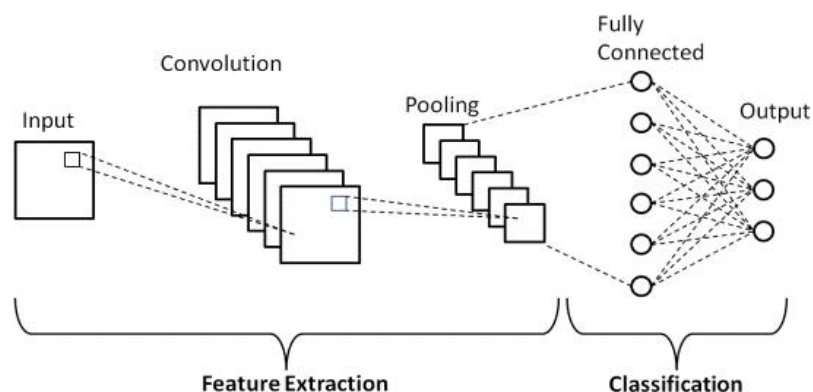 Input
Convolution
Pooling
Fully
Connected
Output
Feature Extraction
Classification